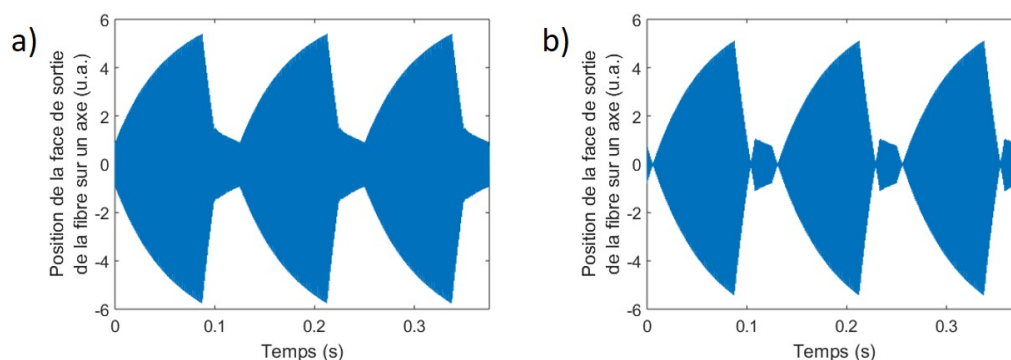 a)
Position de la face de sortie
de la fibre sur un axe (u.a.)
6
4
2
0
-2
-4
-6
0
0.1
0.2
0.3
Temps (s)
b)
Position de la face de sortie
de la fibre sur un axe (u.a.)
6
4
2
0
-2
-4
-6
0
0.1
0.2
0.3
Temps (s)